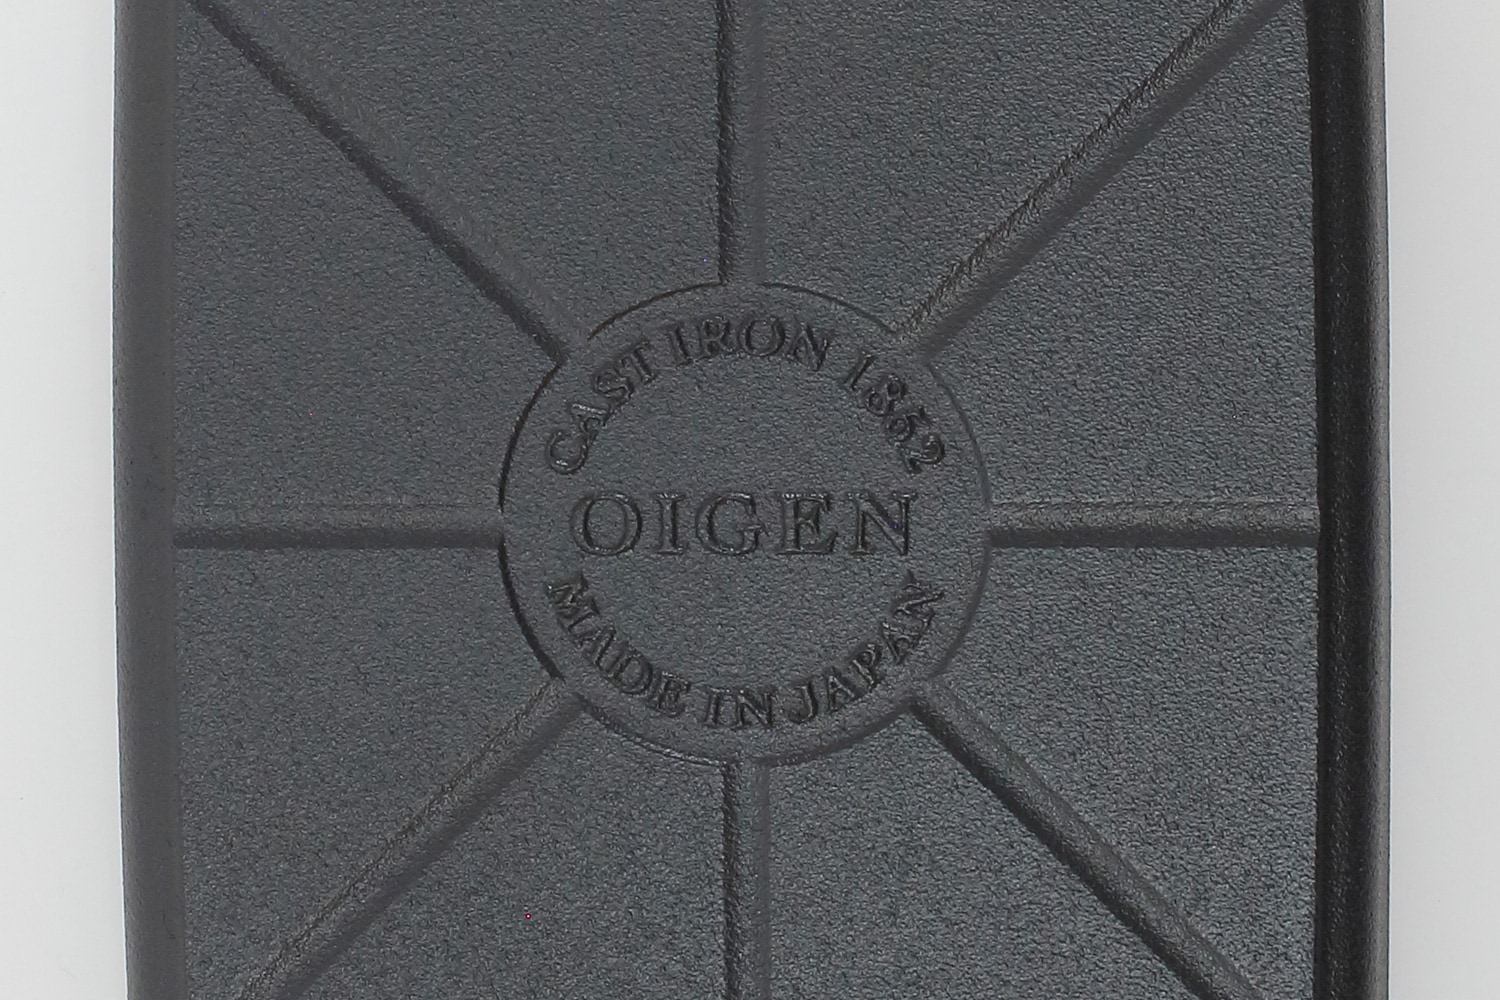 CAST IRON 1852
OIGEN
MADE IN JAPAN